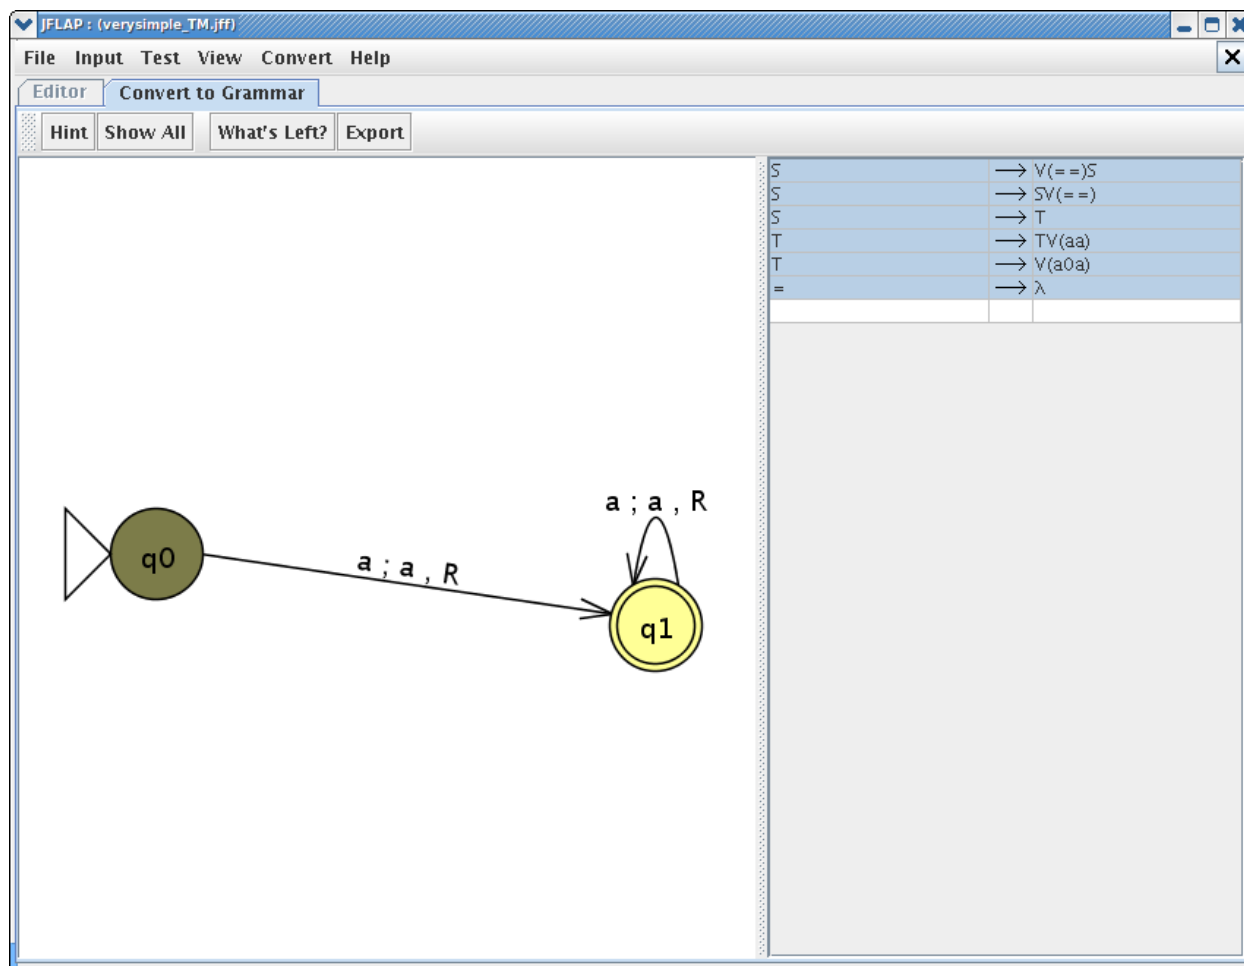 JFLAP : (verysimple_TM.jff)
File Input Test View Convert Help
Editor Convert to Grammar
Hint Show All What's Left? Export
S → V(==)S
S → SV(==)
S → T
T → TV(aa)
T → V(a0a)
= → λ
a ; a , R
q0
a ; a , R
q1